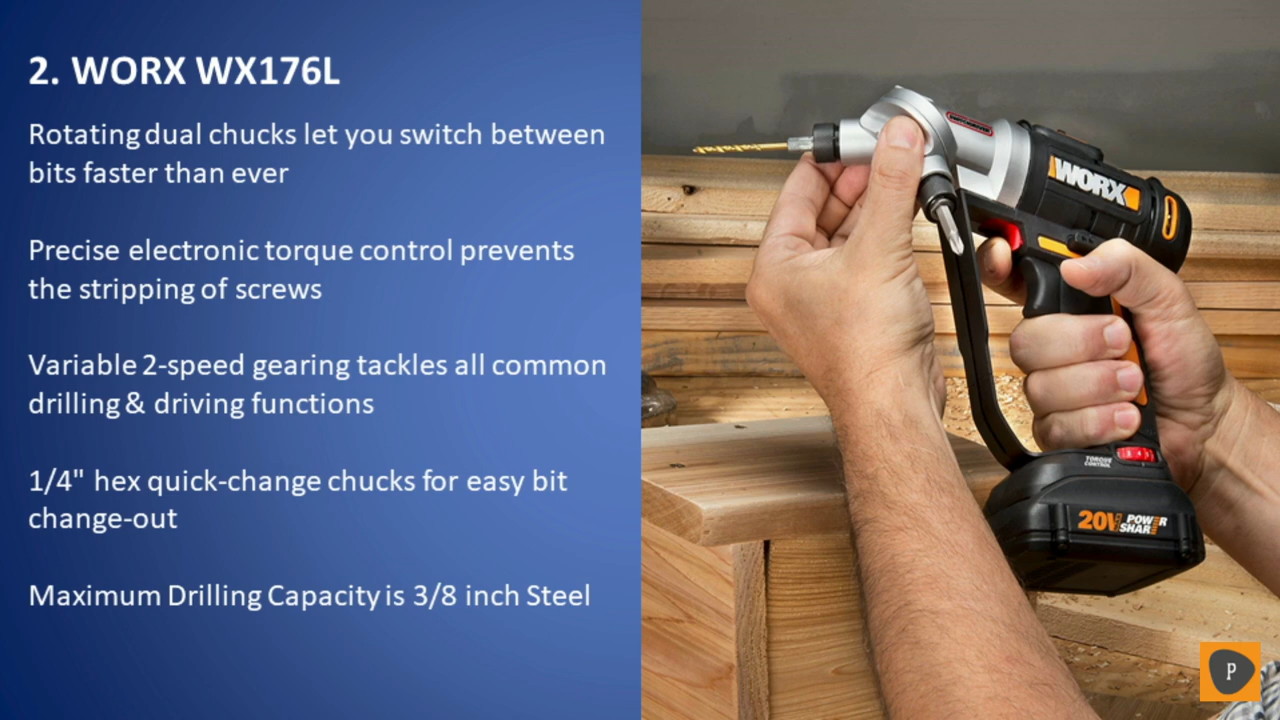 2. WORX WX176L
Rotating dual chucks let you switch between
bits faster than ever
Precise electronic torque control prevents
the stripping of screws
Variable 2-speed gearing tackles all common
drilling & driving functions
1/4" hex quick-change chucks for easy bit
change-out
Maximum Drilling Capacity is 3/8 inch Steel
WORX
TORQUE
CONTROL
20V POWER
SHARE
P